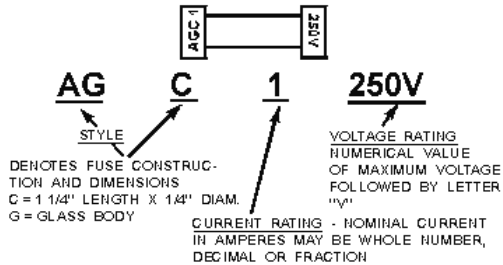 AGC 1
250V
AG C 1 250V
STYLE
DENOTES FUSE CONSTRUC-
TION AND DIMENSIONS
C = 1 1/4" LENGTH X 1/4" DIAM.
G = GLASS BODY
VOLTAGE RATING
NUMERICAL VALUE
OF MAXIMUM VOLTAGE
FOLLOWED BY LETTER
"V"
CURRENT RATING - NOMINAL CURRENT
IN AMPERES MAY BE WHOLE NUMBER,
DECIMAL OR FRACTION